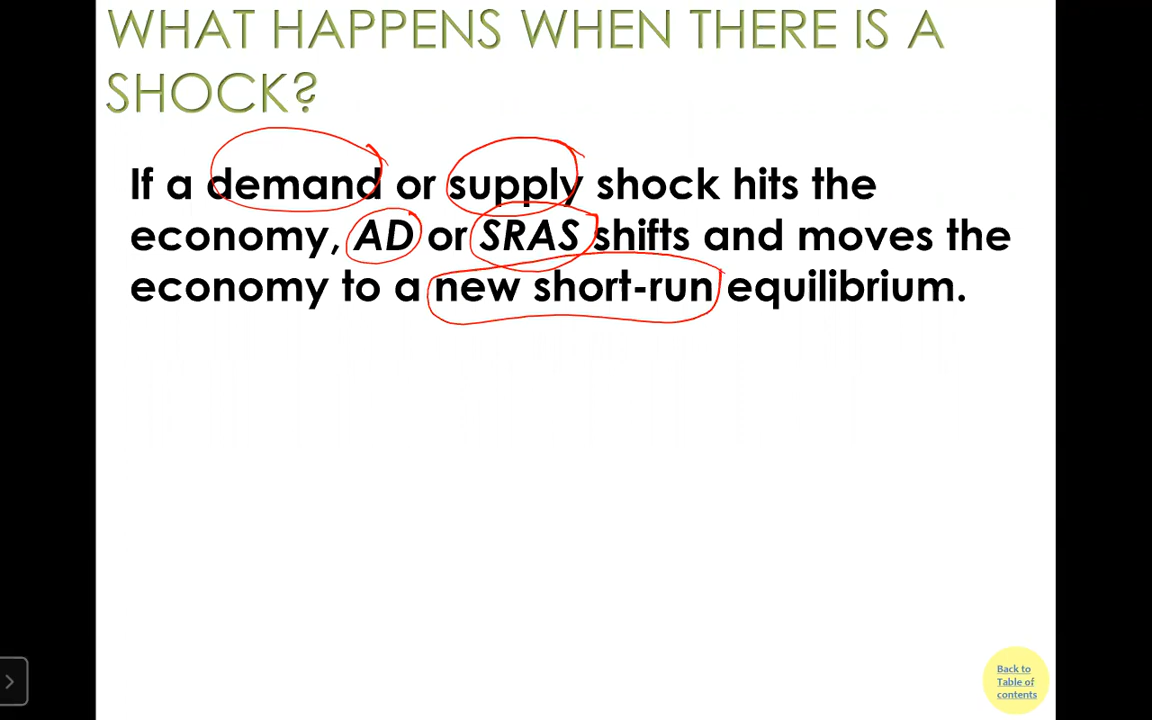 WHAT HAPPENS WHEN THERE IS A
SHOCK?
If a demand or supply shock hits the
economy, AD or SRAS shifts and moves the
economy to a new short-run equilibrium.
Back to
Table of
contents